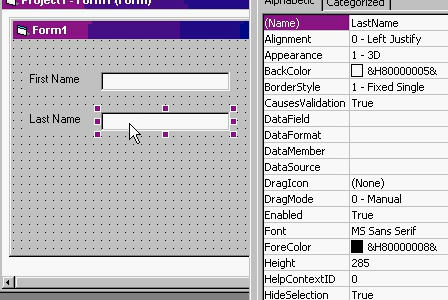 Project1 - Form1 (Form)
Alphabetic Categorized
Form1
First Name
Last Name
(Name) LastName
Alignment 0 - Left Justify
Appearance 1 - 3D
BackColor &H80000005&
BorderStyle 1 - Fixed Single
CausesValidation True
DataField
DataFormat
DataMember
DataSource
DragIcon (None)
DragMode 0 - Manual
Enabled True
Font MS Sans Serif
ForeColor &H80000008&
Height 285
HelpContextID 0
HideSelection True